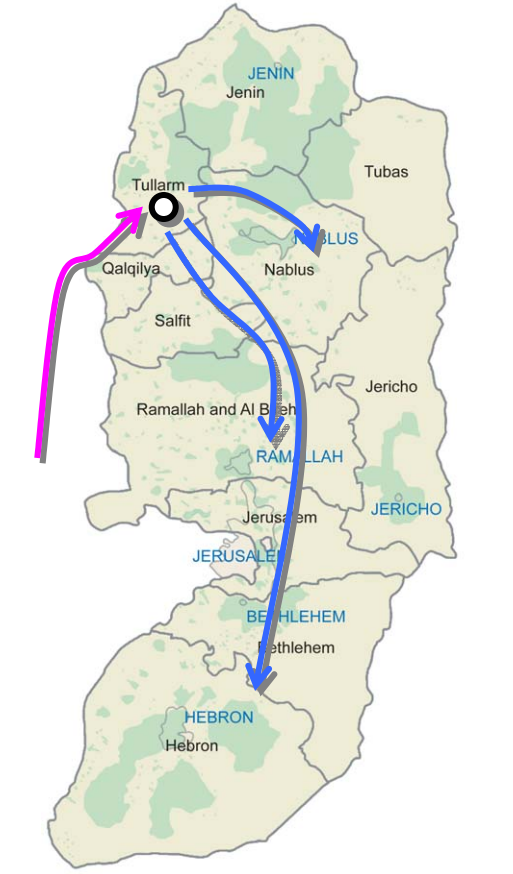 JENIN
Jenin
Tubas
Tullarm
NABLUS
Qalqilya
Nablus
Salfit
Jericho
Ramallah and Al Bireh
RAMALLAH
JERICHO
Jerusalem
JERUSALEM
BETHLEHEM
Bethlehem
HEBRON
Hebron